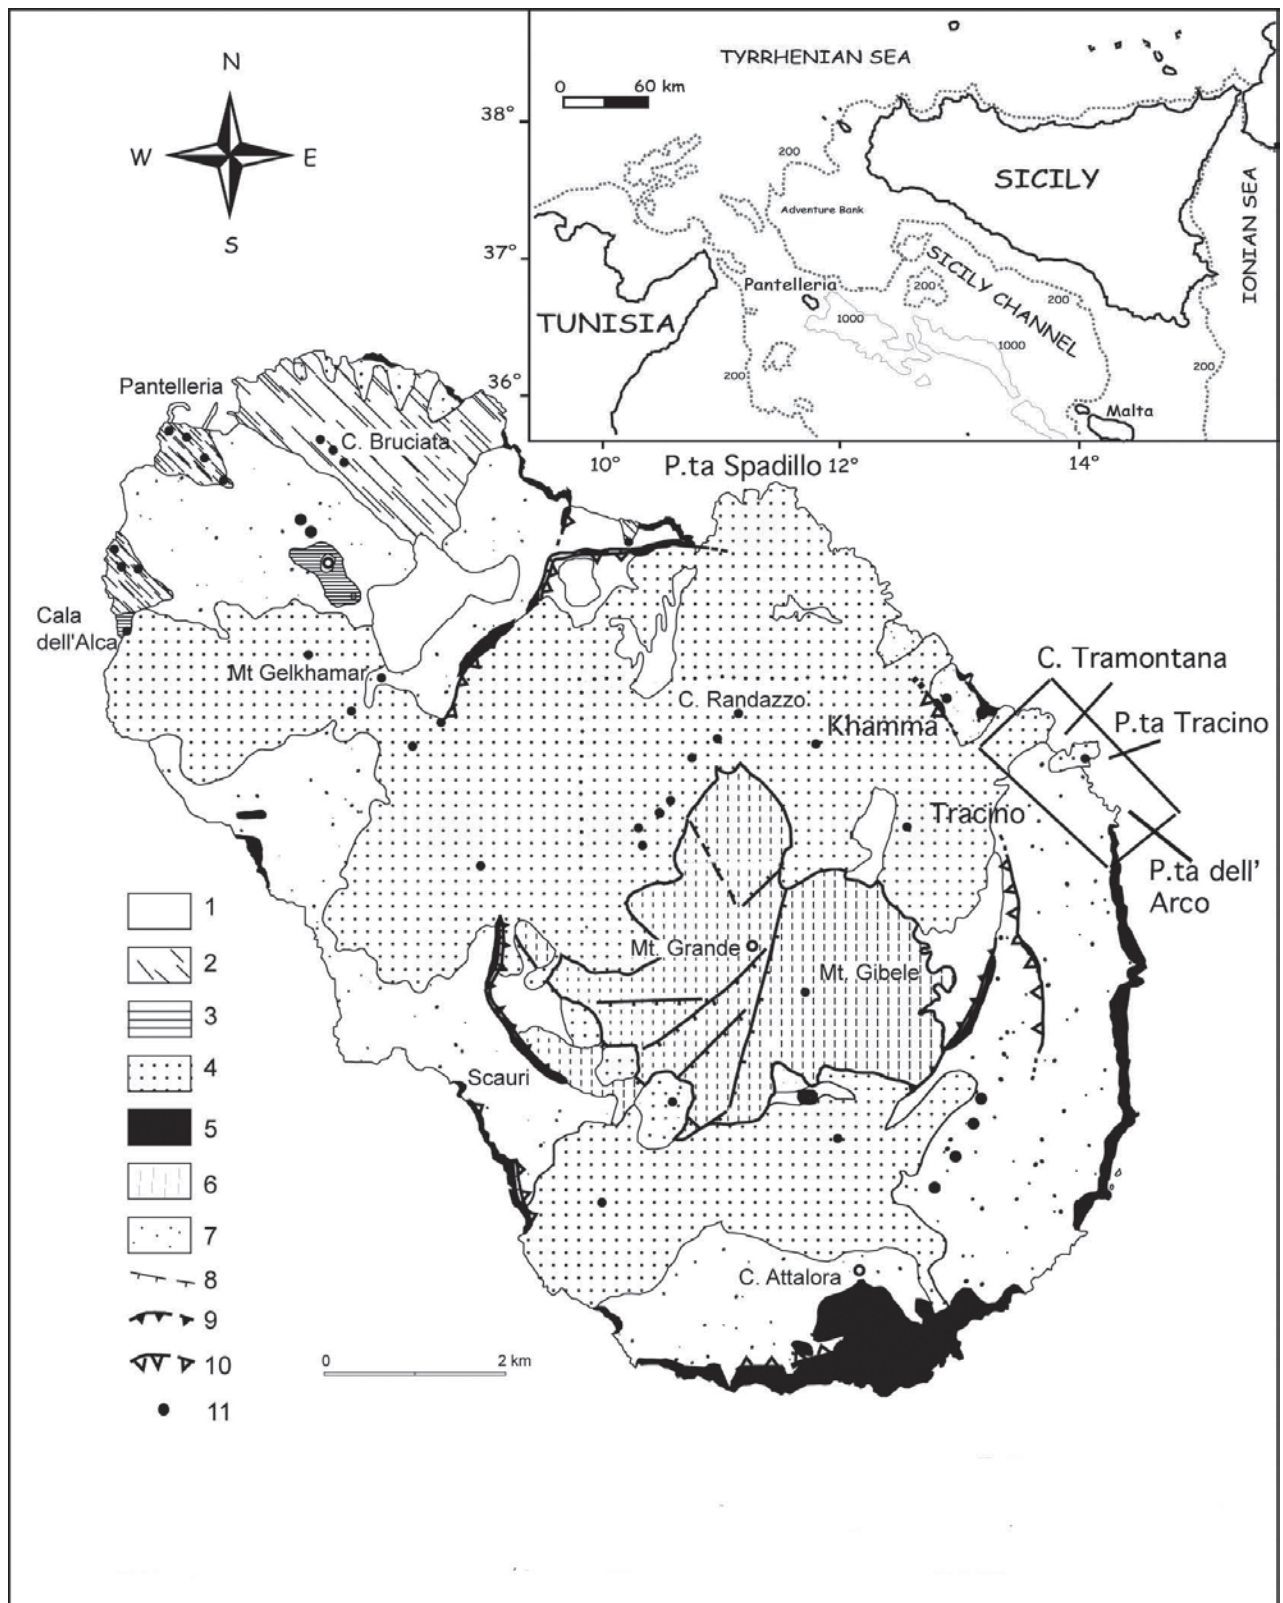 N
W
E
S
TYRRHENIAN SEA
0
60 km
38°
200
SICILY
Adventure Bank
IONIAN SEA
37°
SICILY CHANNEL
200
200
Pantelleria
TUNISIA
1000
1000
200
200
36°
Malta
10°
12°
14°
Pantelleria
C. Bruciata
P.ta Spadillo
Cala
dell'Alca
Mt Gelkhamar
C. Randazzo
Khamma
C. Tramontana
P.ta Tracino
Tracino
P.ta dell'
Arco
Mt. Grande
Mt. Gibele
Scauri
C. Attalora
1
2
3
4
5
6
7
8
9
10
11
0
2 km